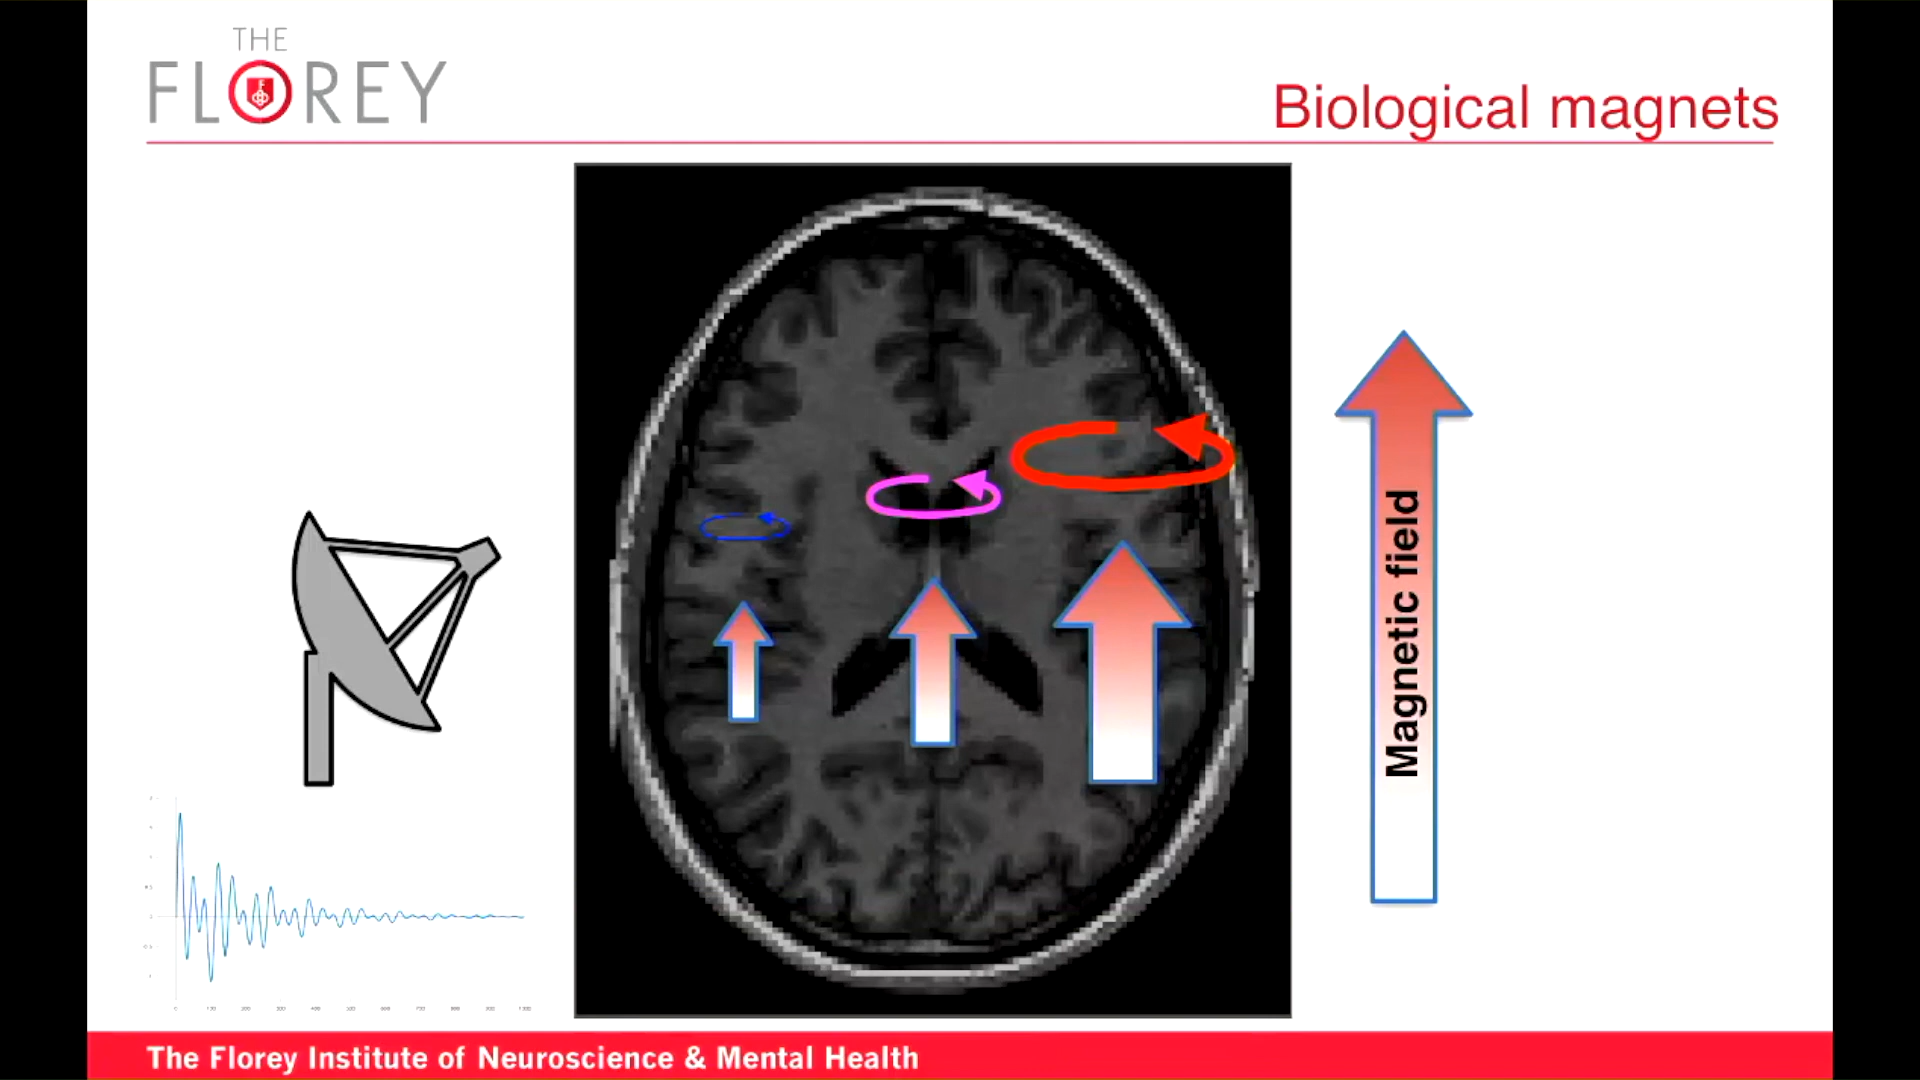 THE
FLOREY
Biological magnets
Magnetic field
The Florey Institute of Neuroscience & Mental Health